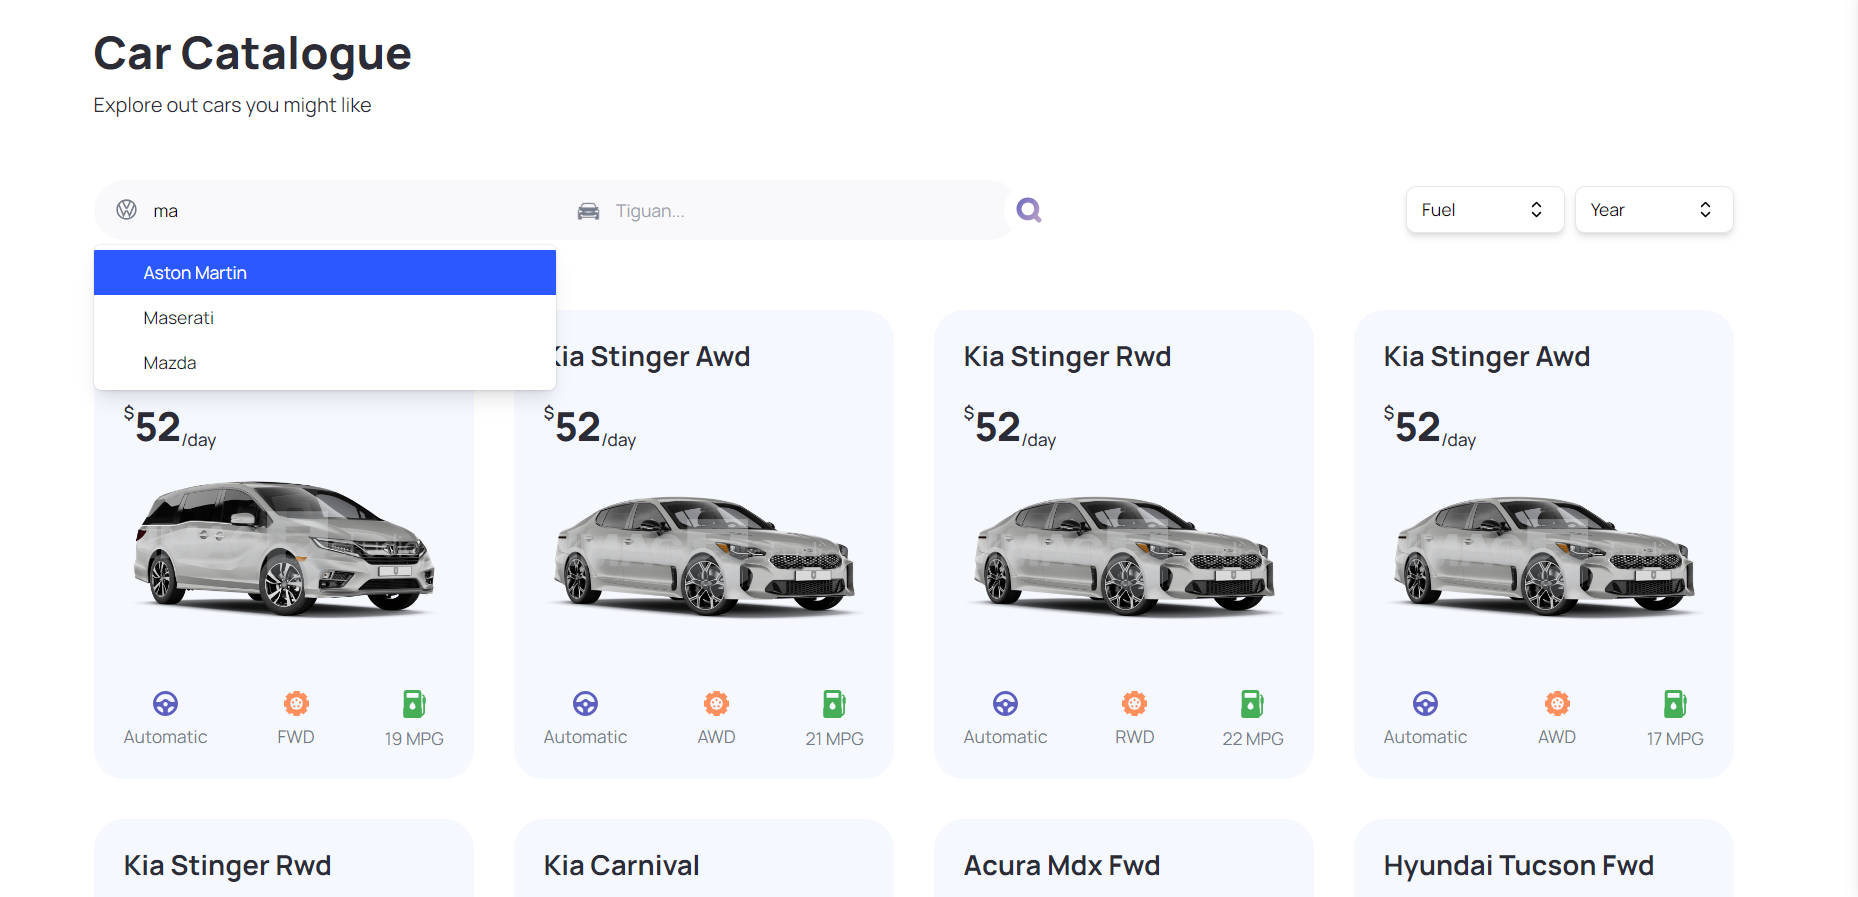 Car Catalogue
Explore out cars you might like
ma
Tiguan...
Fuel
Year
Aston Martin
Maserati
Mazda
Kia Stinger Awd
Kia Stinger Rwd
Kia Stinger Awd
$52/day
$52/day
$52/day
$52/day
Automatic
FWD
19 MPG
Automatic
AWD
21 MPG
Automatic
RWD
22 MPG
Automatic
AWD
17 MPG
Kia Stinger Rwd
Kia Carnival
Acura Mdx Fwd
Hyundai Tucson Fwd